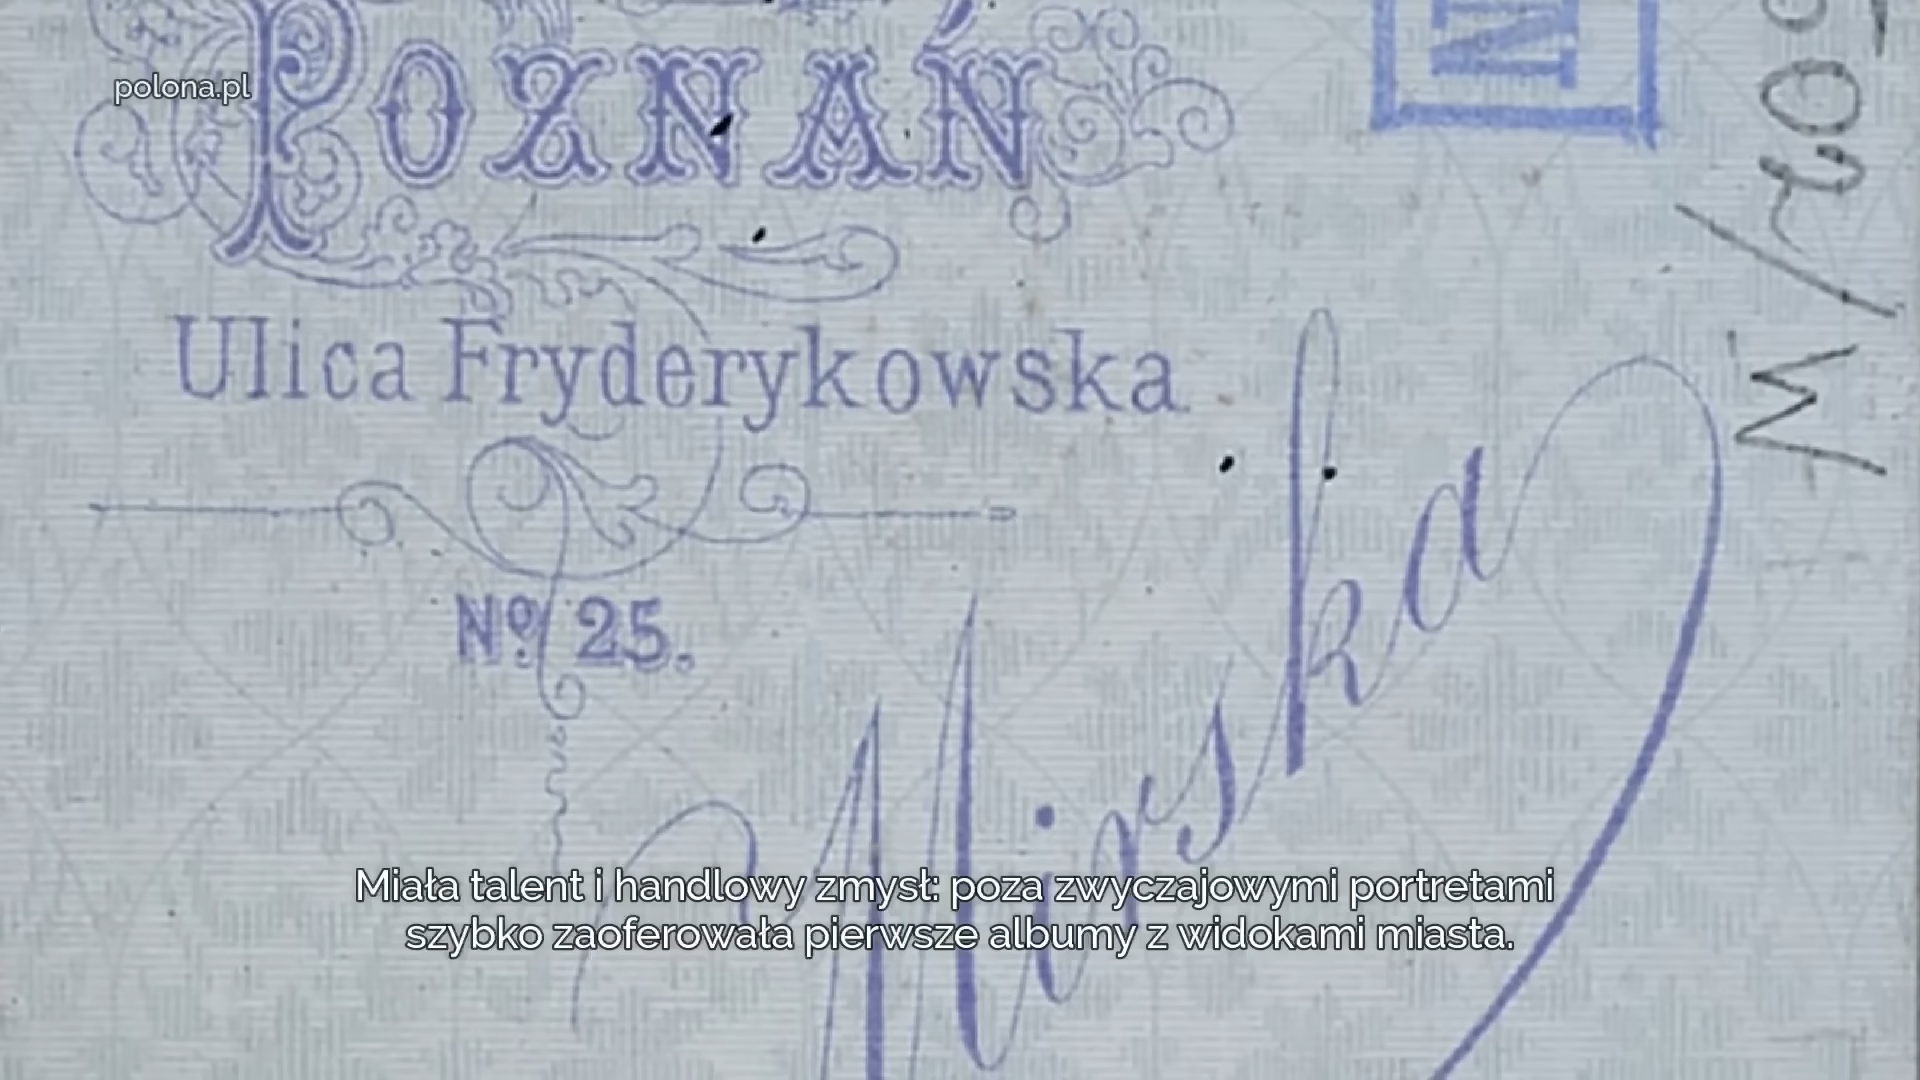 polona.pl
POZNAŃ
Ulica Fryderykowska
No. 25.
Mirska
N
Miała talent i handlowy zmysł: poza zwyczajowymi portretami
szybko zaoferowała pierwsze albumy z widokami miasta.